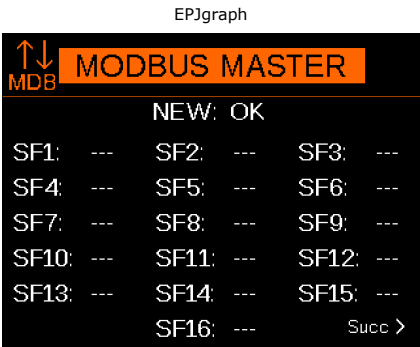 EPJgraph
MDB MODBUS MASTER
NEW: OK
SF1: --- SF2: --- SF3: ---
SF4: --- SF5: --- SF6: ---
SF7: --- SF8: --- SF9: ---
SF10: --- SF11: --- SF12: ---
SF13: --- SF14: --- SF15: ---
SF16: --- Succ >